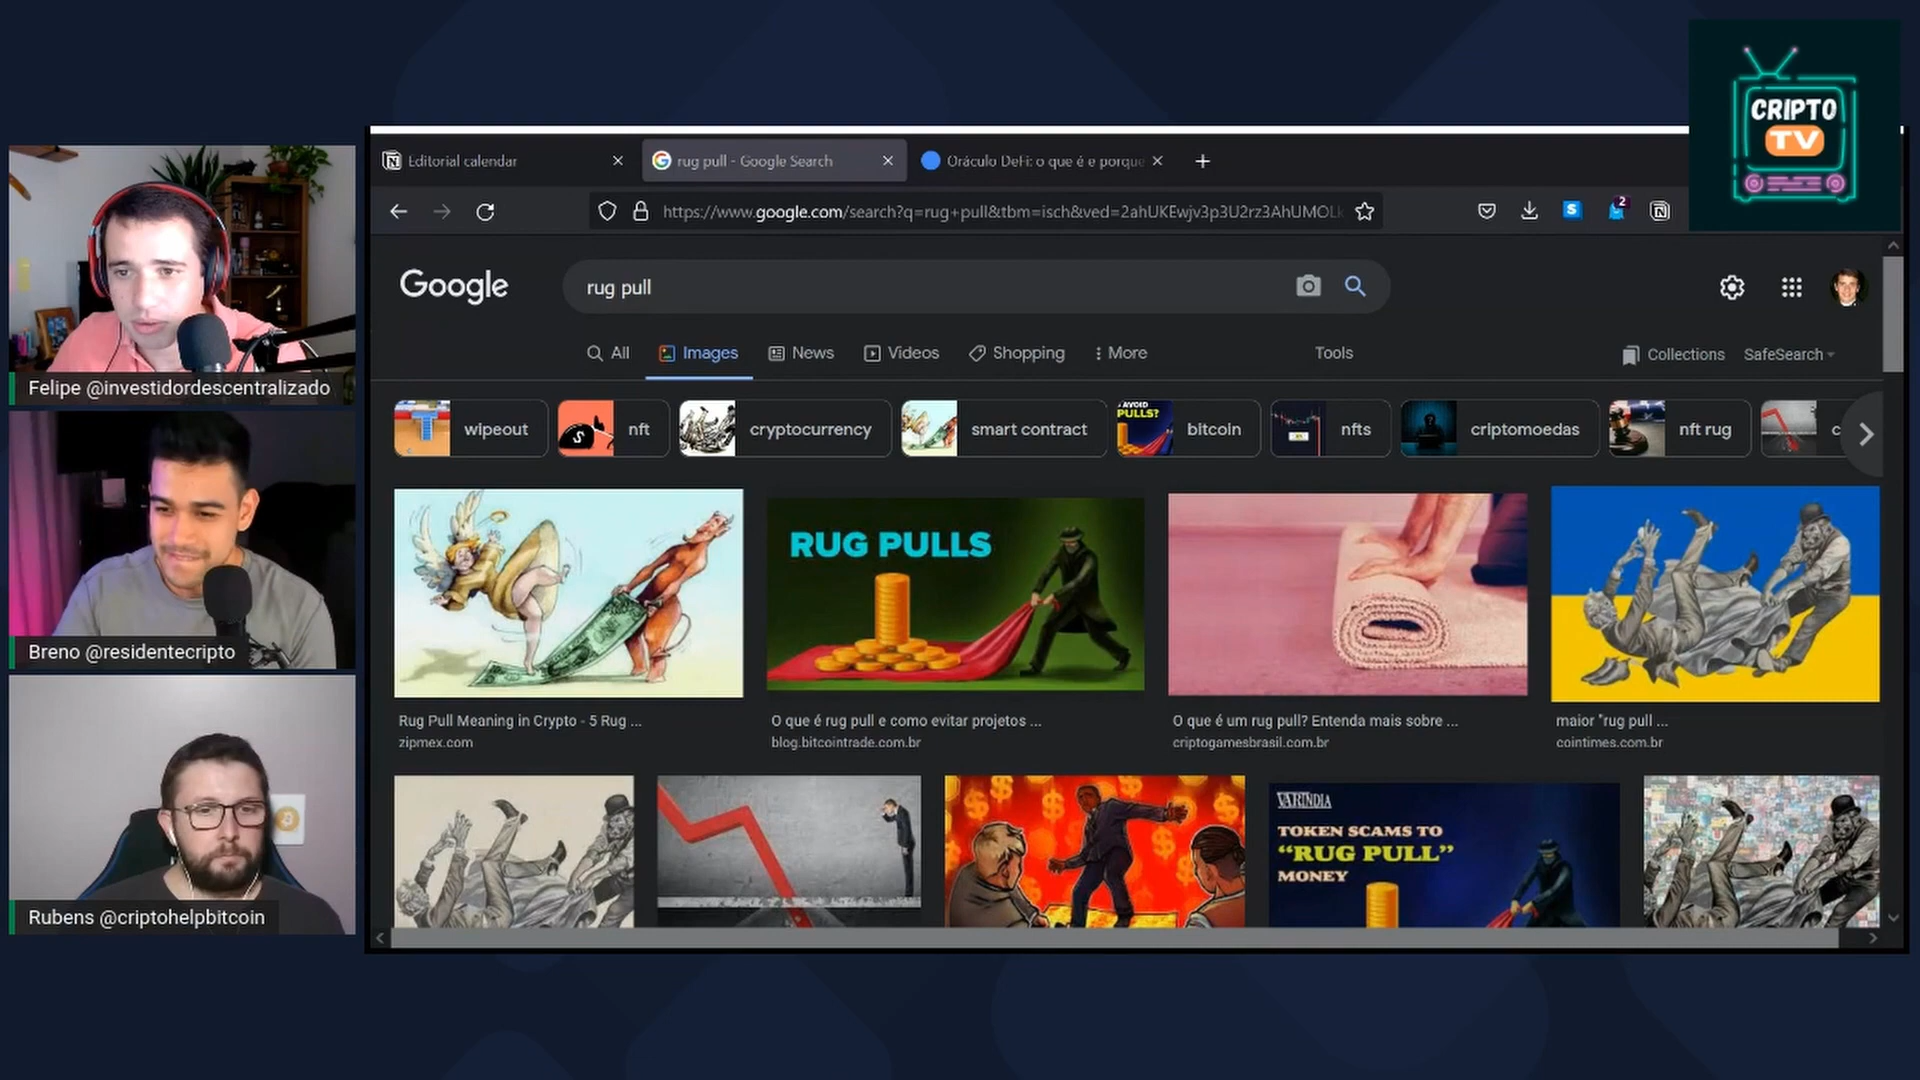 CRIPTO
TV
Editorial calendar
rug pull - Google Search
Oráculo DeFi: o que é e porque
https://www.google.com/search?q=rug+pull&tbm=isch&ved=2ahUKEwjv3p3U2rz3AhUMOL
2
Google
rug pull
All
Images
News
Videos
Shopping
More
Tools
Collections
SafeSearch
wipeout
nft
cryptocurrency
smart contract
AVOID
PULLS?
bitcoin
nfts
criptomoedas
nft rug
c
RUG PULLS
Rug Pull Meaning in Crypto - 5 Rug ...
zipmex.com
O que é rug pull e como evitar projetos ...
blog.bitcointrade.com.br
O que é um rug pull? Entenda mais sobre ...
criptogamesbrasil.com.br
maior "rug pull ...
cointimes.com.br
VARINDIA
TOKEN SCAMS TO
“RUG PULL”
MONEY
Felipe @investidordescentralizado
Breno @residentecripto
Rubens @criptohelpbitcoin